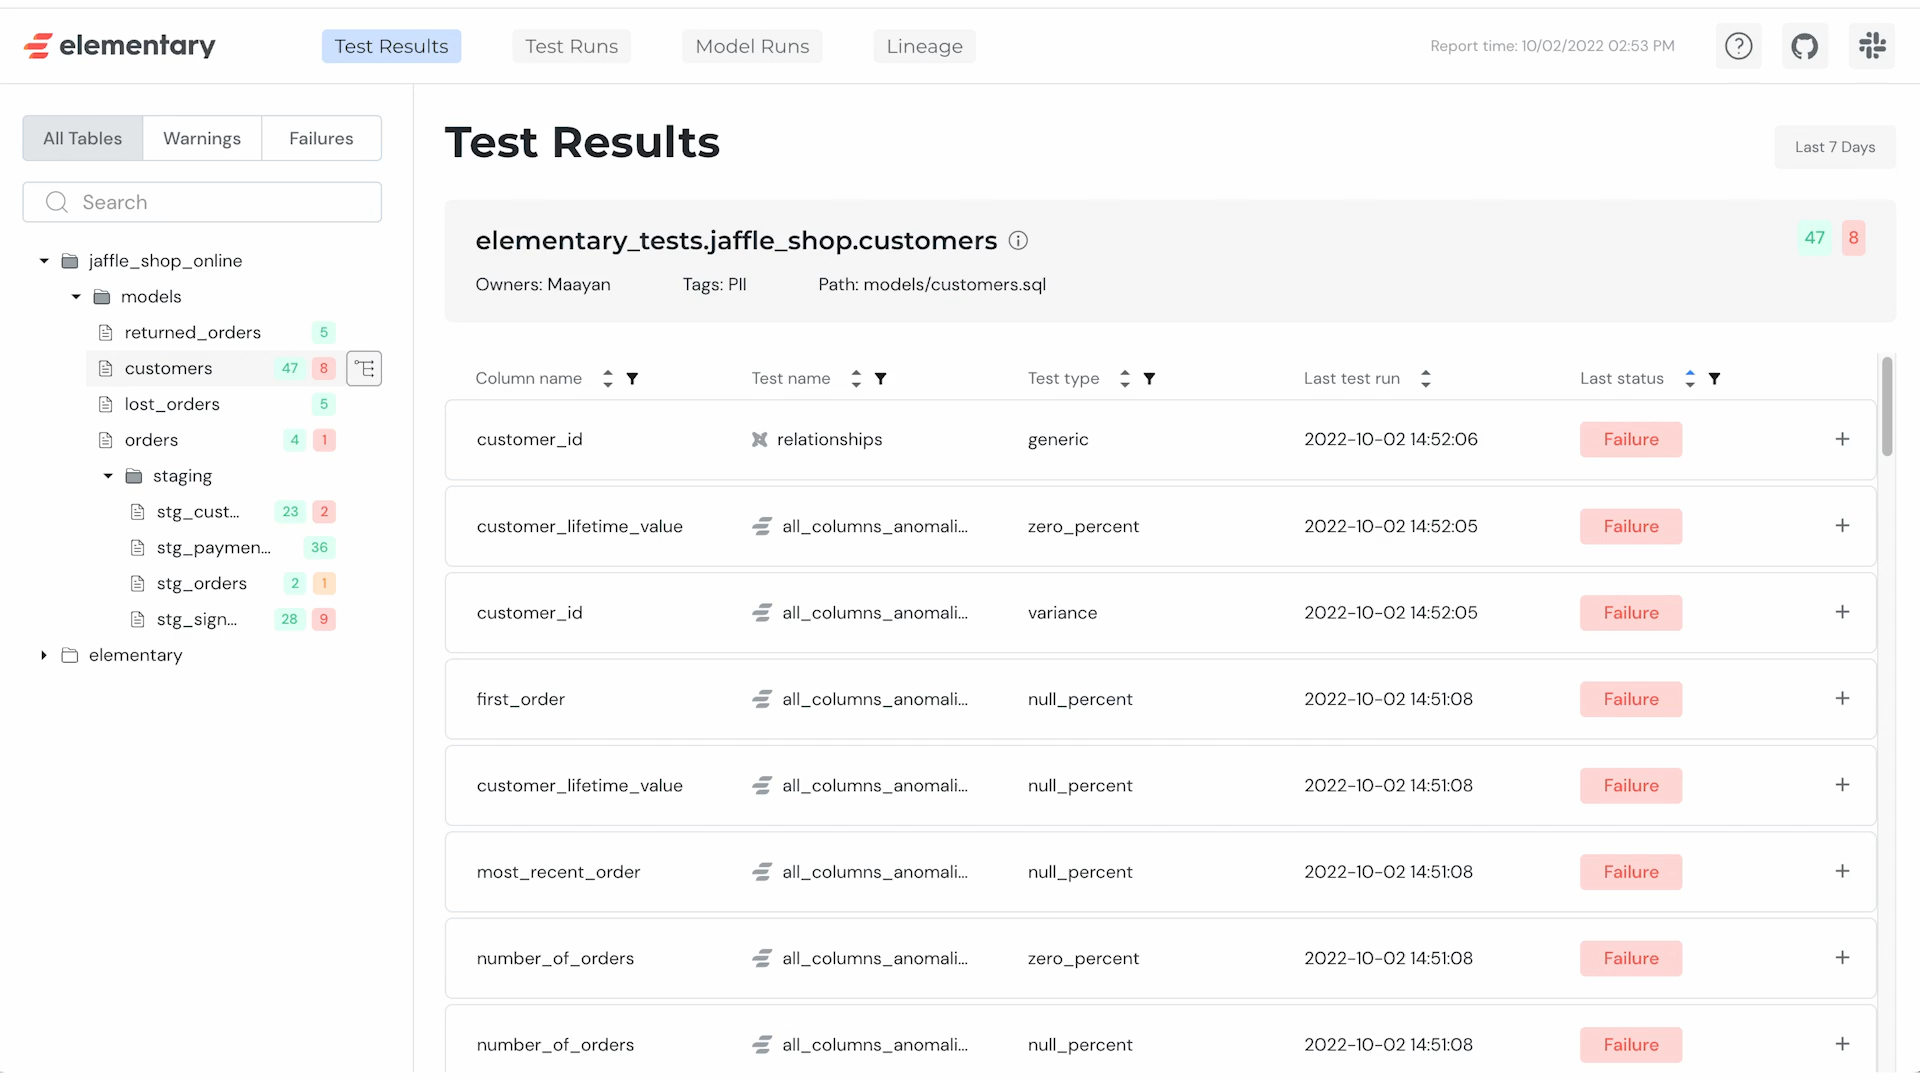 elementary
Test Results
Test Runs
Model Runs
Lineage
Report time: 10/02/2022 02:53 PM
All Tables
Warnings
Failures
Search
jaffle_shop_online
models
returned_orders 5
customers 47 8
lost_orders 5
orders 4 1
staging
stg_cust... 23 2
stg_paymen... 36
stg_orders 2 1
stg_sign... 28 9
elementary
Test Results
Last 7 Days
elementary_tests.jaffle_shop.customers
47 8
Owners: Maayan Tags: PII Path: models/customers.sql
Column name Test name Test type Last test run Last status
customer_id relationships generic 2022-10-02 14:52:06 Failure +
customer_lifetime_value all_columns_anomali... zero_percent 2022-10-02 14:52:05 Failure +
customer_id all_columns_anomali... variance 2022-10-02 14:52:05 Failure +
first_order all_columns_anomali... null_percent 2022-10-02 14:51:08 Failure +
customer_lifetime_value all_columns_anomali... null_percent 2022-10-02 14:51:08 Failure +
most_recent_order all_columns_anomali... null_percent 2022-10-02 14:51:08 Failure +
number_of_orders all_columns_anomali... zero_percent 2022-10-02 14:51:08 Failure +
number_of_orders all_columns_anomali... null_percent 2022-10-02 14:51:08 Failure +